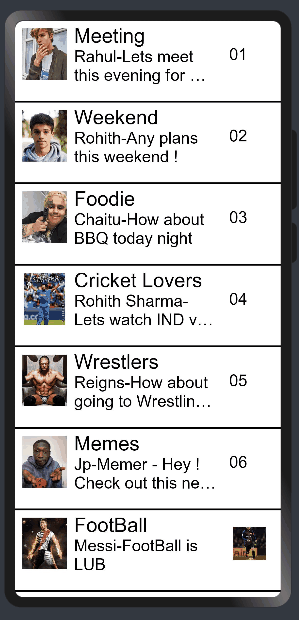 Meeting
Rahul-Lets meet
this evening for ...
01
Weekend
Rohith-Any plans
this weekend !
02
Foodie
Chaitu-How about
BBQ today night
03
Cricket Lovers
Rohith Sharma-
Lets watch IND v...
04
Wrestlers
Reigns-How about
going to Wrestlin...
05
Memes
Jp-Memer - Hey !
Check out this ne...
06
FootBall
Messi-FootBall is
LUB